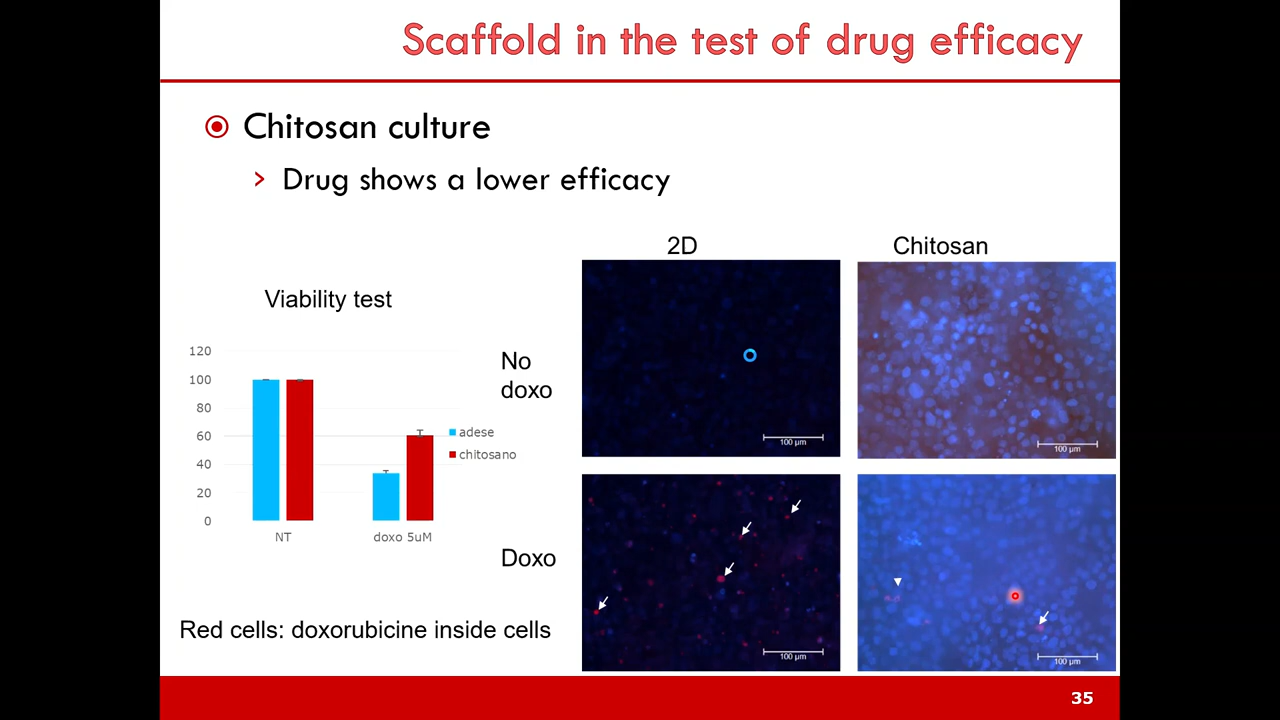 Scaffold in the test of drug efficacy
Chitosan culture
Drug shows a lower efficacy
2D
Chitosan
Viability test
120
100
80
60
40
20
0
NT
doxo 5uM
adese
chitosano
No
doxo
Doxo
100 µm
100 µm
100 µm
100 µm
Red cells: doxorubicine inside cells
35